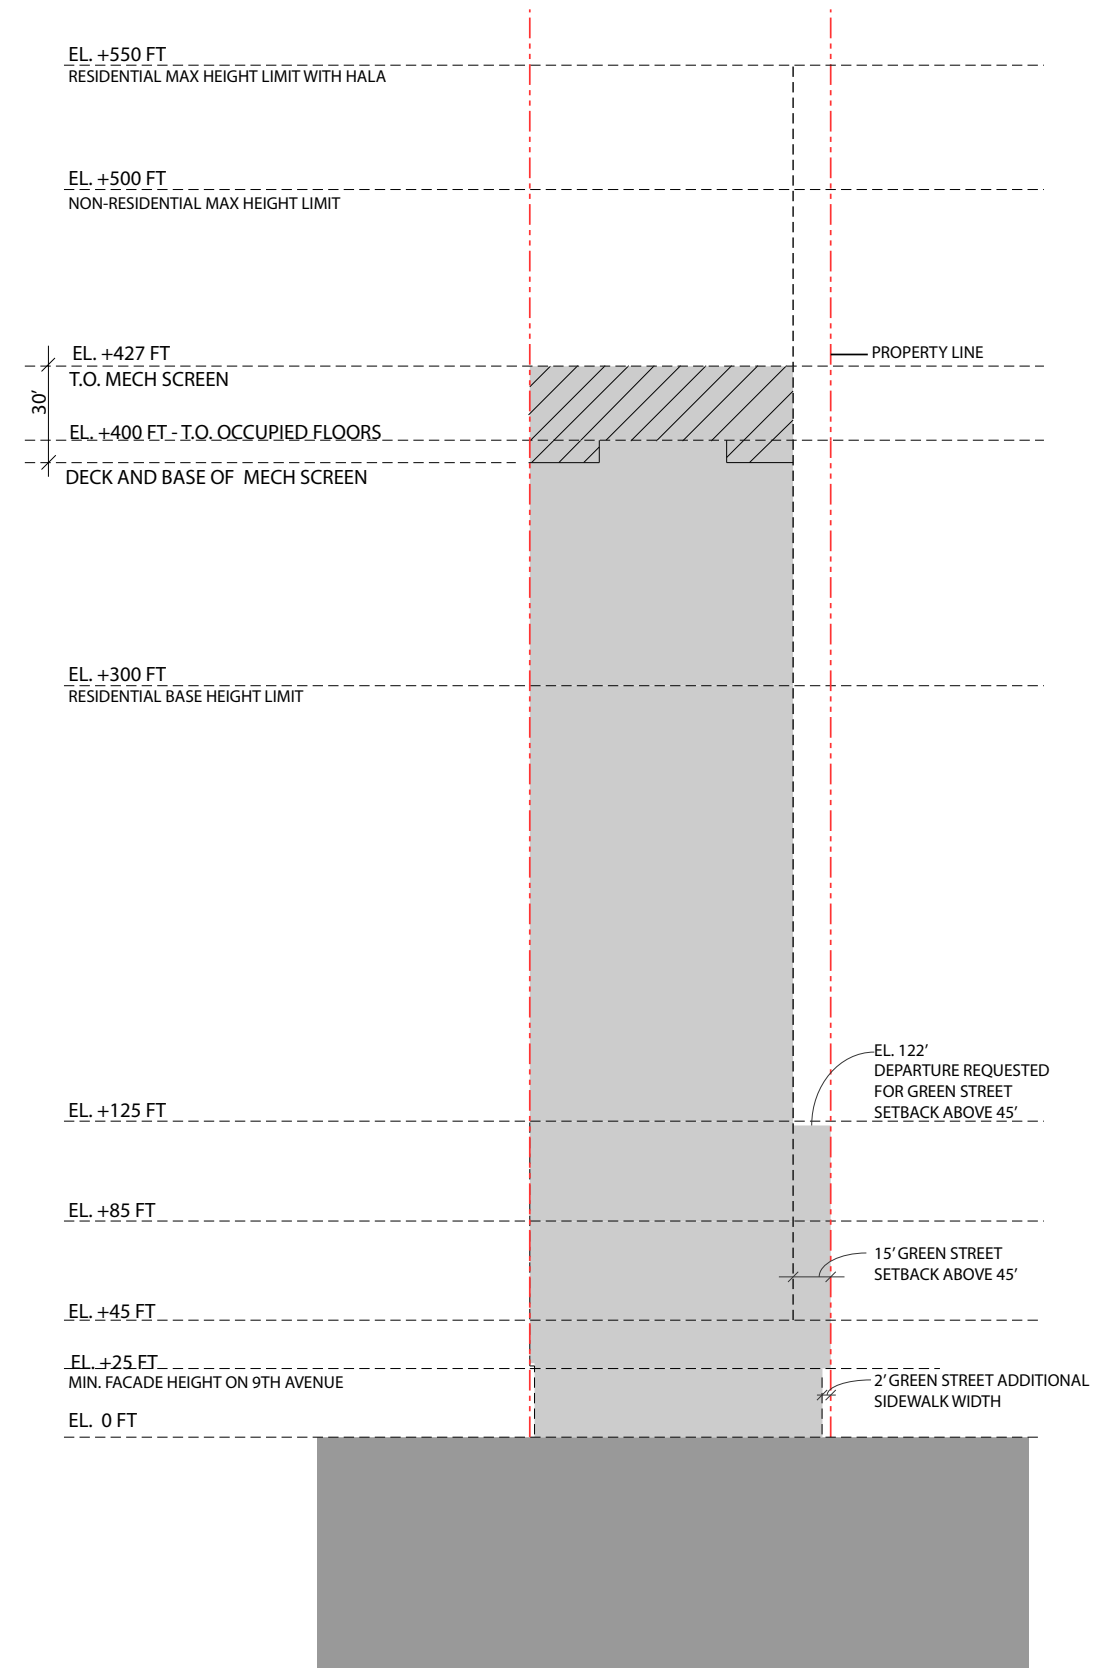 EL. +550 FT
RESIDENTIAL MAX HEIGHT LIMIT WITH HALA
EL. +500 FT
NON-RESIDENTIAL MAX HEIGHT LIMIT
EL. +427 FT
PROPERTY LINE
T.O. MECH SCREEN
30'
EL. +400 FT - T.O. OCCUPIED FLOORS
DECK AND BASE OF MECH SCREEN
EL. +300 FT
RESIDENTIAL BASE HEIGHT LIMIT
EL. 122'
DEPARTURE REQUESTED
FOR GREEN STREET
SETBACK ABOVE 45'
EL. +125 FT
EL. +85 FT
15' GREEN STREET
SETBACK ABOVE 45'
EL. +45 FT
EL. +25 FT
MIN. FACADE HEIGHT ON 9TH AVENUE
2' GREEN STREET ADDITIONAL
SIDEWALK WIDTH
EL. 0 FT